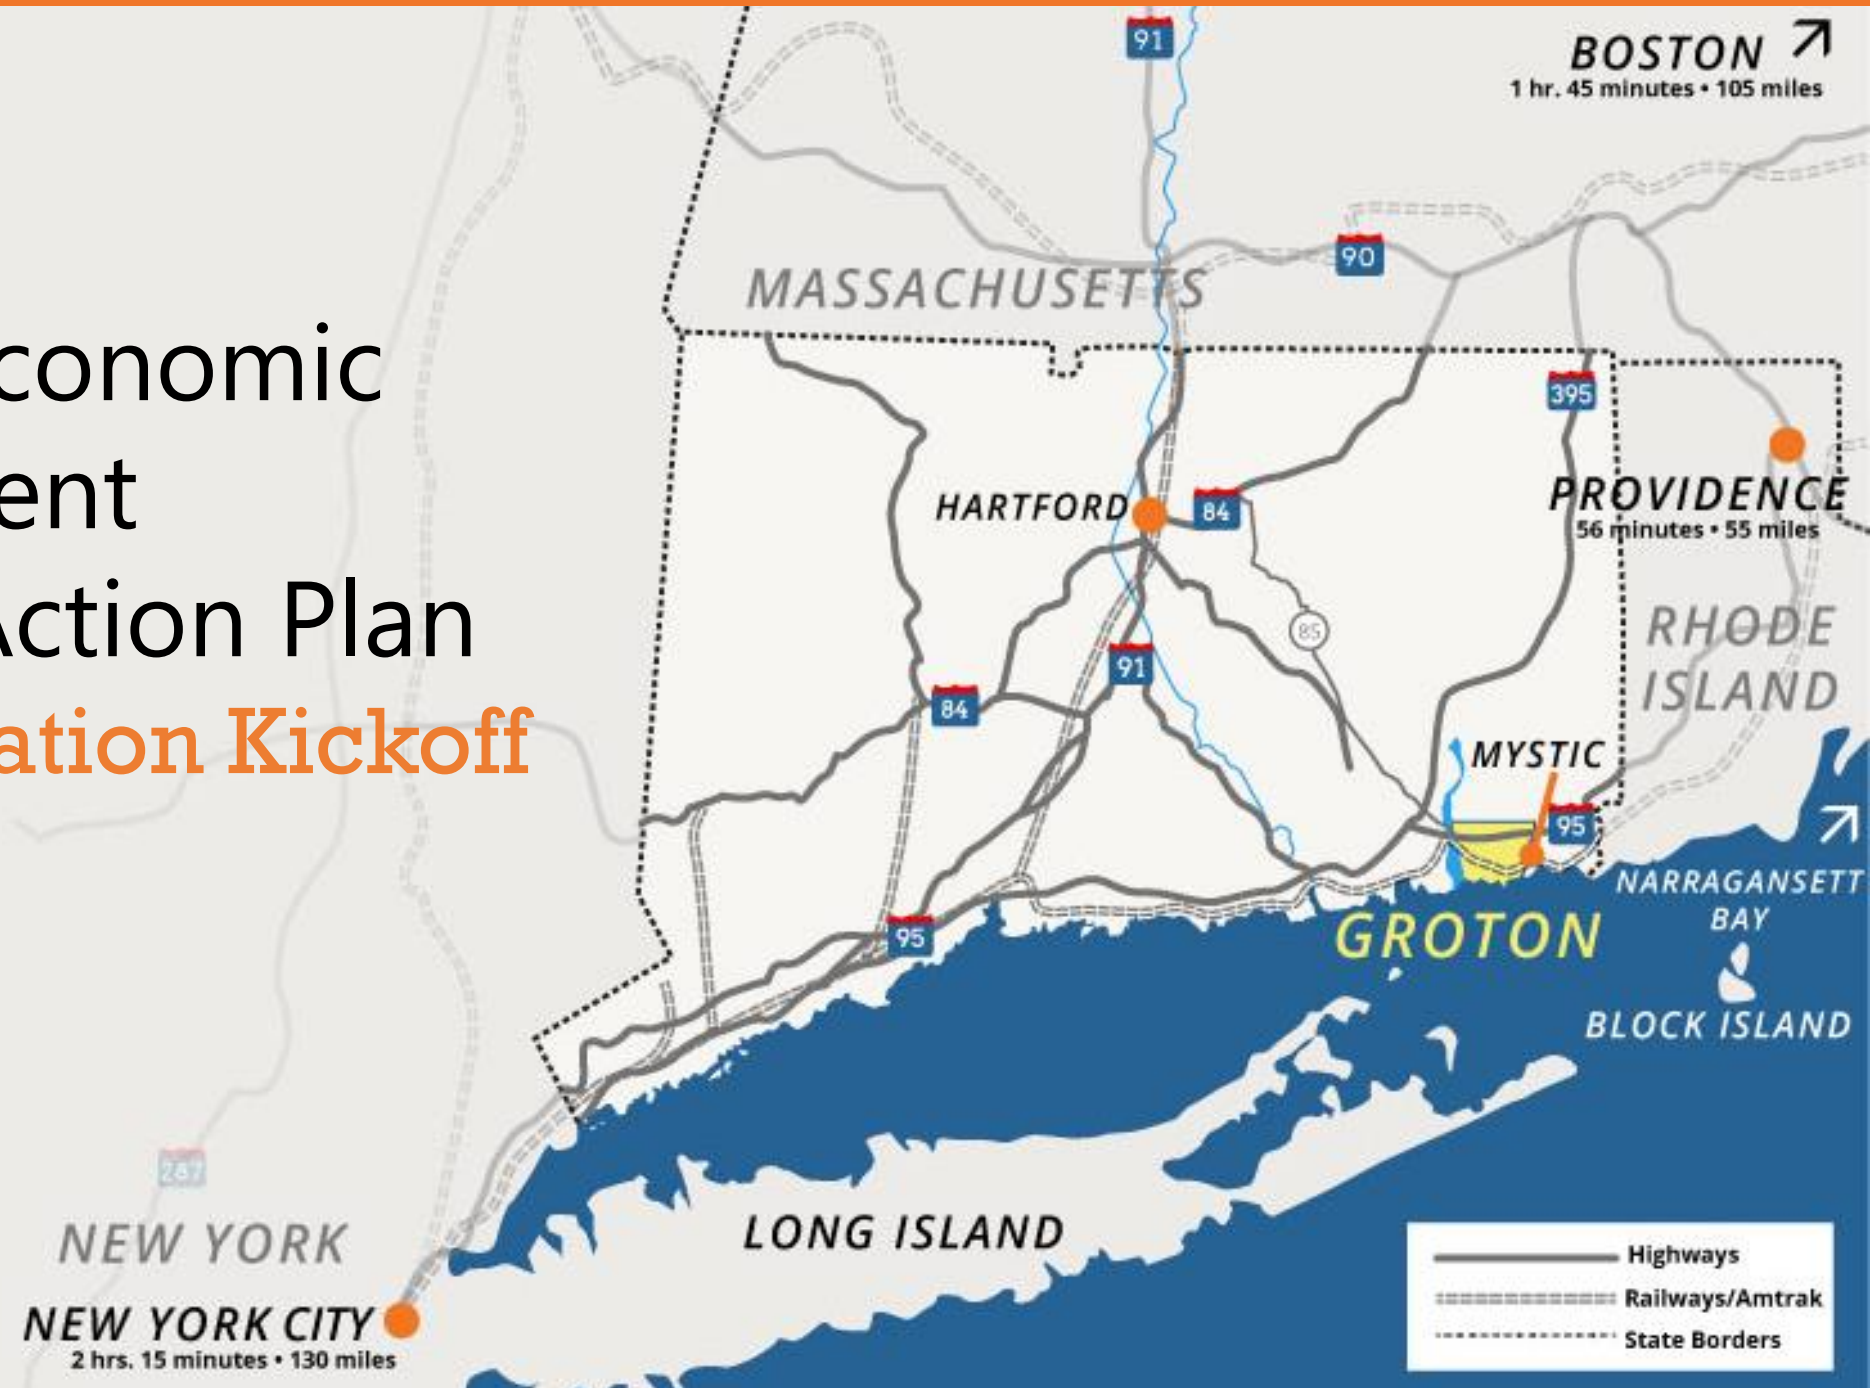 91
BOSTON
1 hr. 45 minutes • 105 miles
90
MASSACHUSETTS
conomic
395
ent
HARTFORD
84
PROVIDENCE
56 minutes • 55 miles
Action Plan
85
RHODE
ISLAND
91
ation Kickoff
84
MYSTIC
95
NARRAGANSETT
BAY
GROTON
95
BLOCK ISLAND
287
NEW YORK
LONG ISLAND
NEW YORK CITY
2 hrs. 15 minutes • 130 miles
Highways
Railways/Amtrak
State Borders